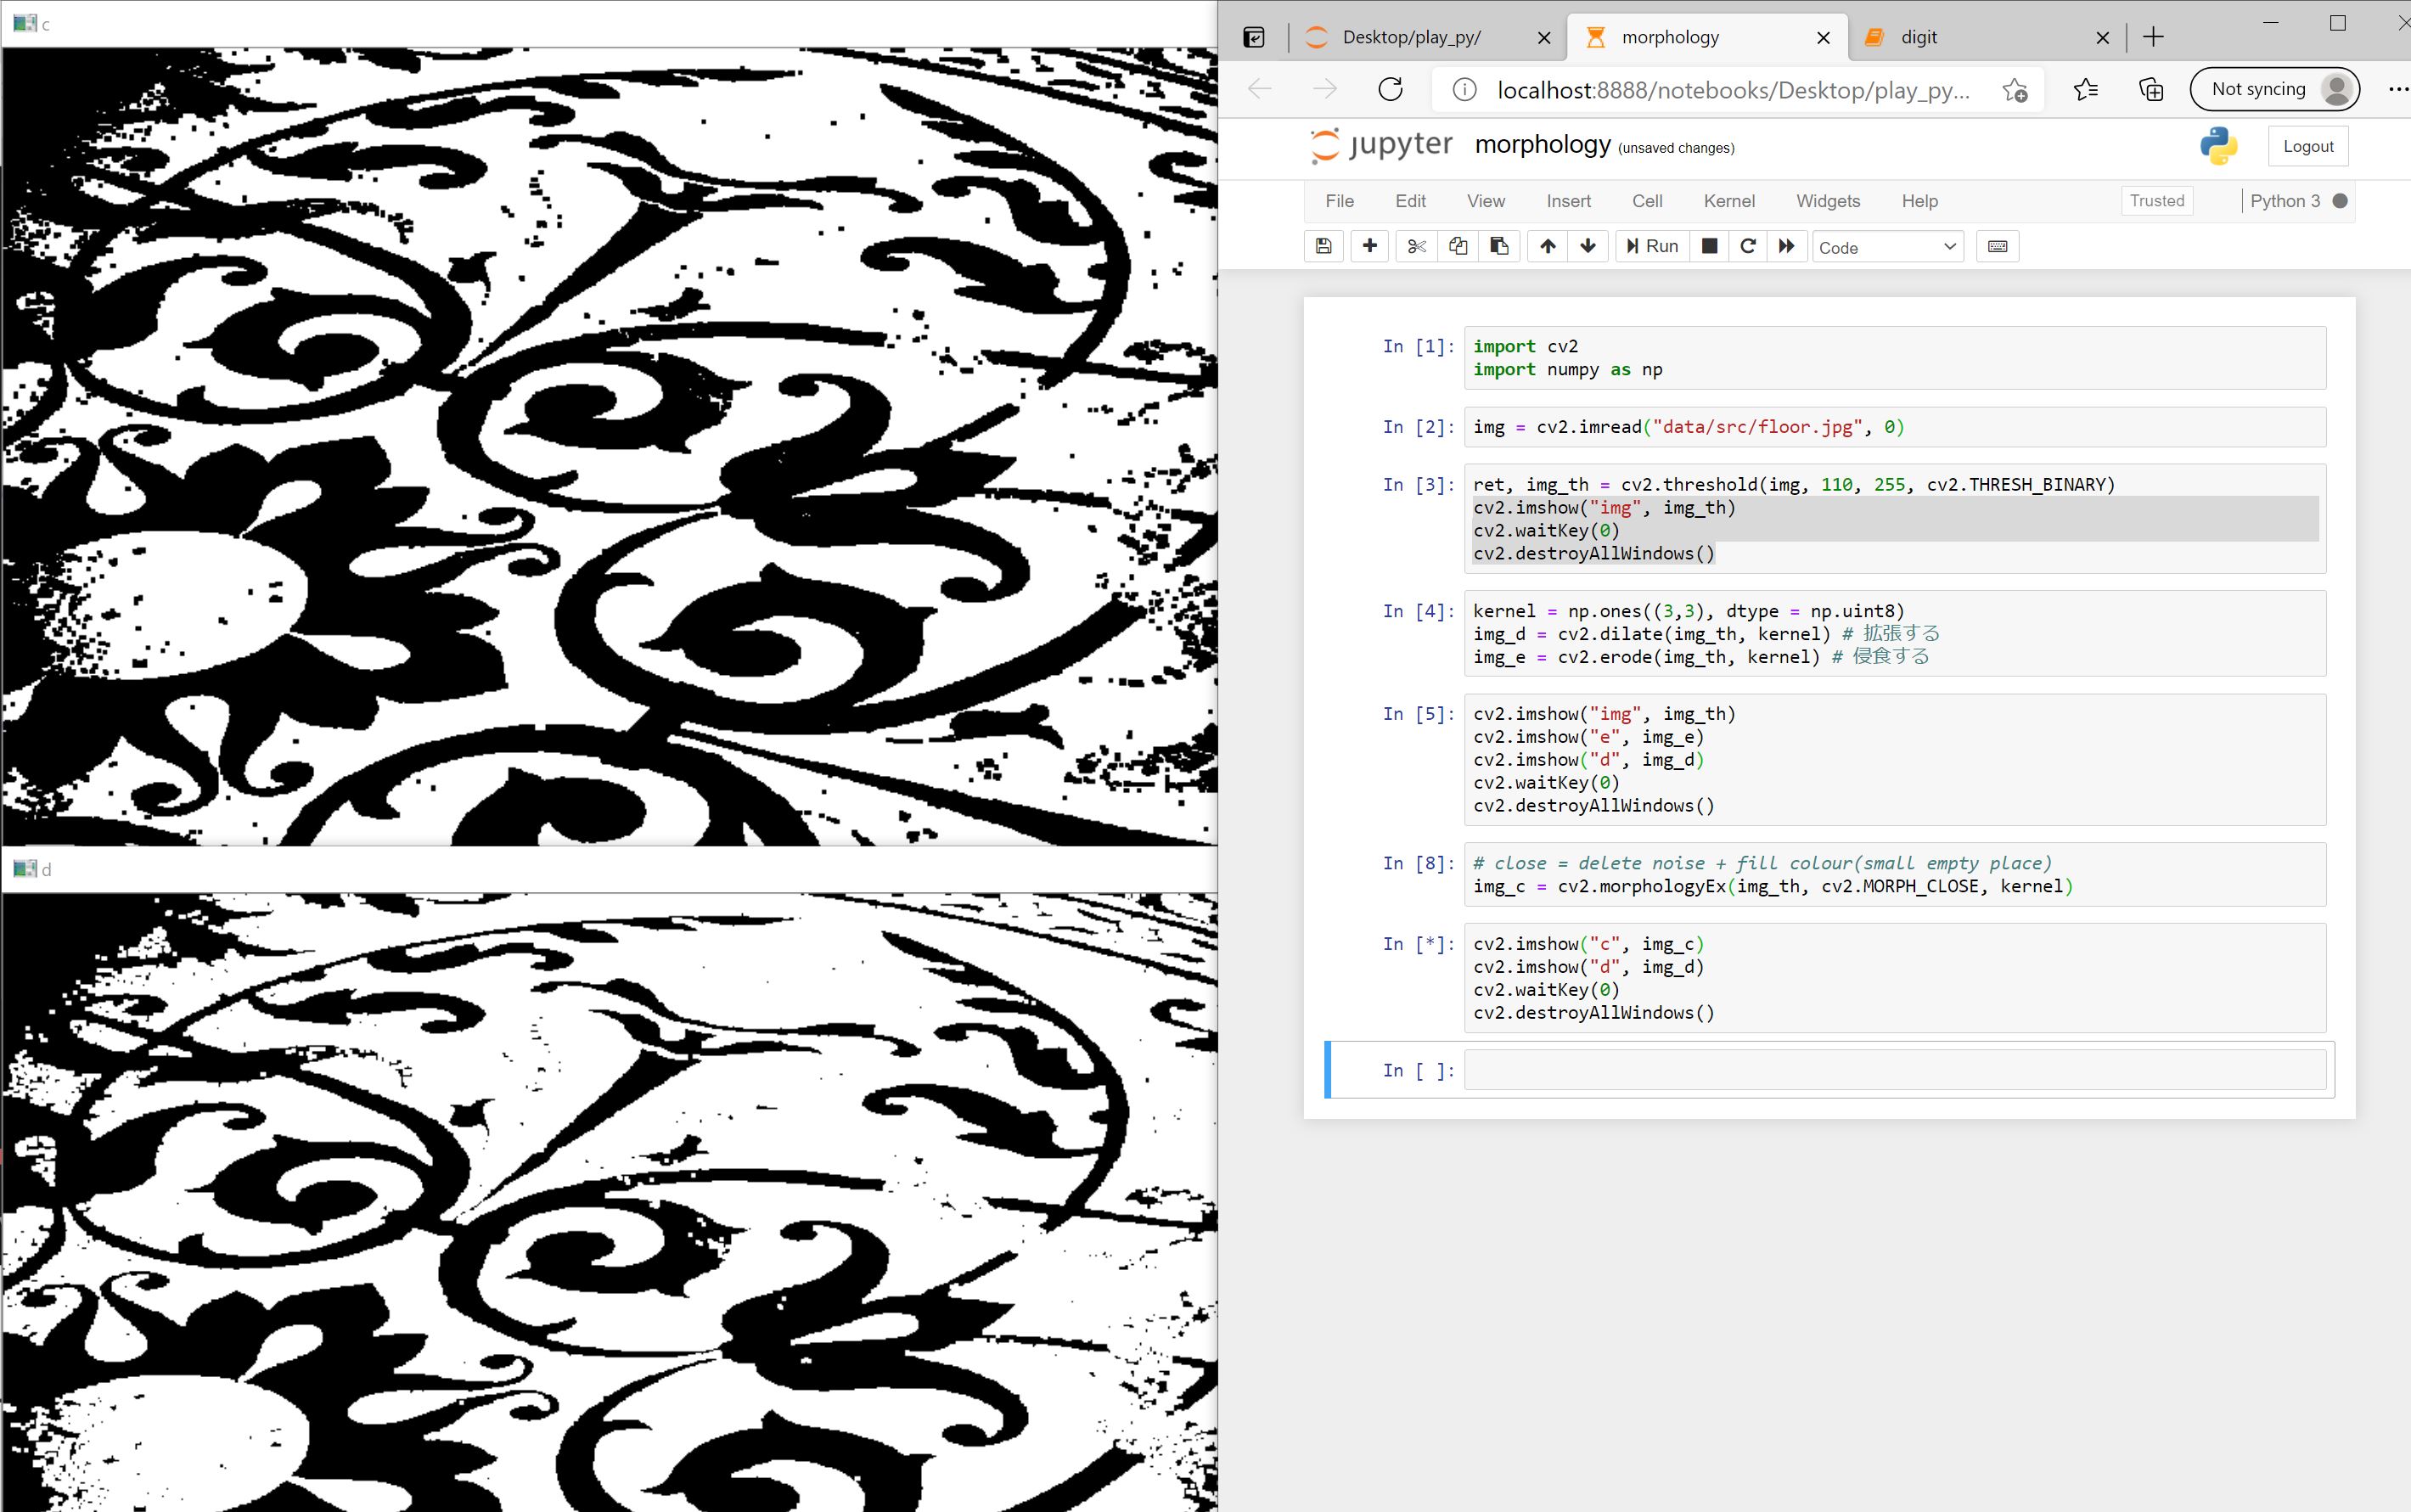 c
d
Desktop/play_py/
morphology
digit
localhost:8888/notebooks/Desktop/play_py...
Not syncing
jupyter morphology (unsaved changes)
Logout
File Edit View Insert Cell Kernel Widgets Help
Trusted
Python 3
Run
Code
In [1]:
import cv2
import numpy as np
In [2]:
img = cv2.imread("data/src/floor.jpg", 0)
In [3]:
ret, img_th = cv2.threshold(img, 110, 255, cv2.THRESH_BINARY)
cv2.imshow("img", img_th)
cv2.waitKey(0)
cv2.destroyAllWindows()
In [4]:
kernel = np.ones((3,3), dtype = np.uint8)
img_d = cv2.dilate(img_th, kernel) # 拡張する
img_e = cv2.erode(img_th, kernel) # 侵食する
In [5]:
cv2.imshow("img", img_th)
cv2.imshow("e", img_e)
cv2.imshow("d", img_d)
cv2.waitKey(0)
cv2.destroyAllWindows()
In [8]:
# close = delete noise + fill colour(small empty place)
img_c = cv2.morphologyEx(img_th, cv2.MORPH_CLOSE, kernel)
In [*]:
cv2.imshow("c", img_c)
cv2.imshow("d", img_d)
cv2.waitKey(0)
cv2.destroyAllWindows()
In [ ]: